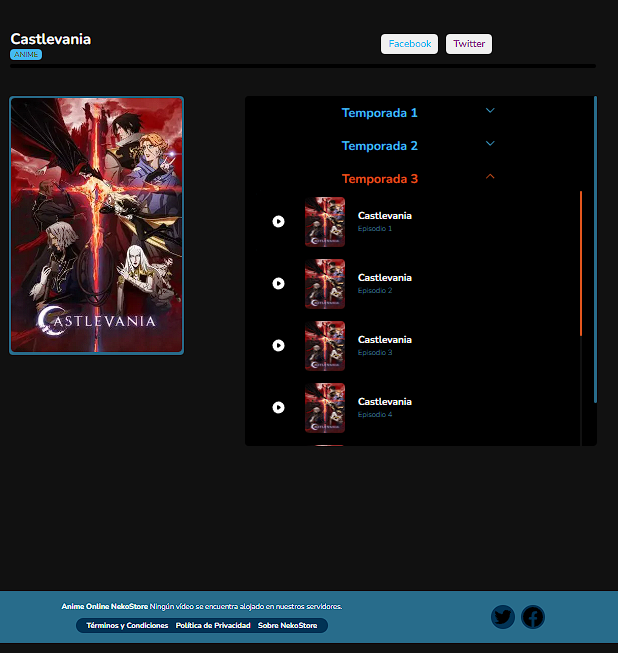 Castlevania
ANIME
Facebook
Twitter
CASTLEVANIA
Temporada 1
Temporada 2
Temporada 3
Castlevania
Episodio 1
Castlevania
Episodio 2
Castlevania
Episodio 3
Castlevania
Episodio 4
Anime Online NekoStore Ningún vídeo se encuentra alojado en nuestros servidores.
Términos y Condiciones Política de Privacidad Sobre NekoStore